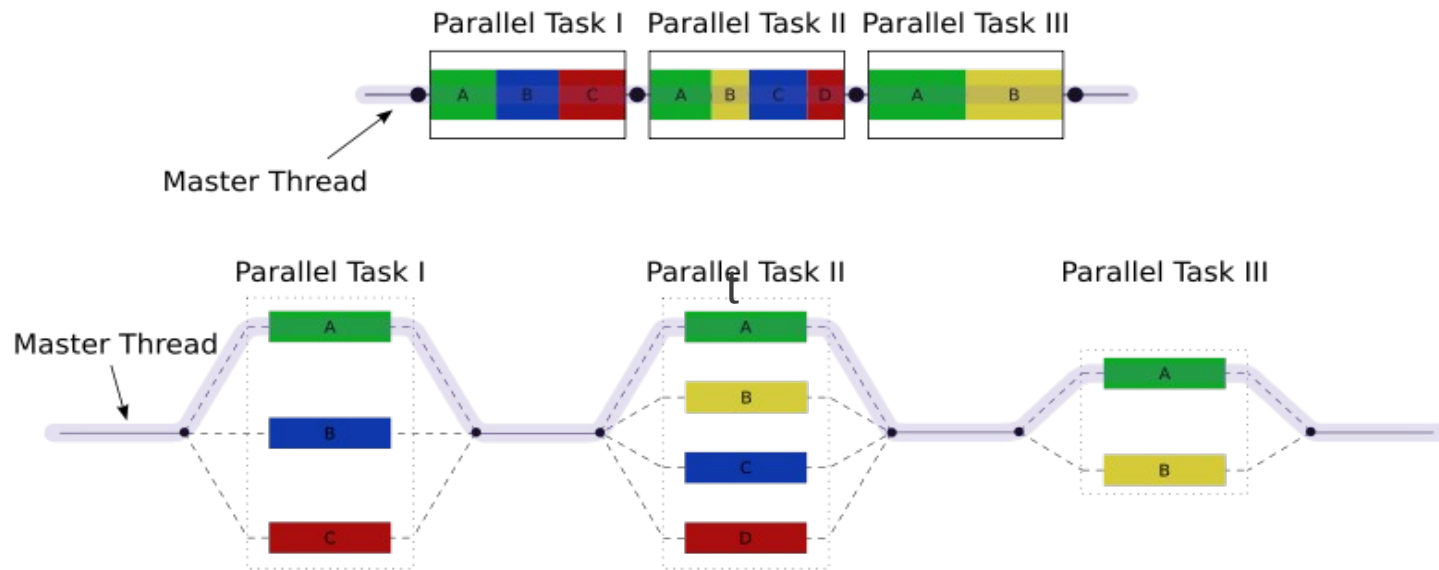 Parallel Task I Parallel Task II Parallel Task III
A B C A B C D A B
Master Thread
Parallel Task I Parallel Task II Parallel Task III
t
A A
Master Thread
A
B
B
C
B
C D